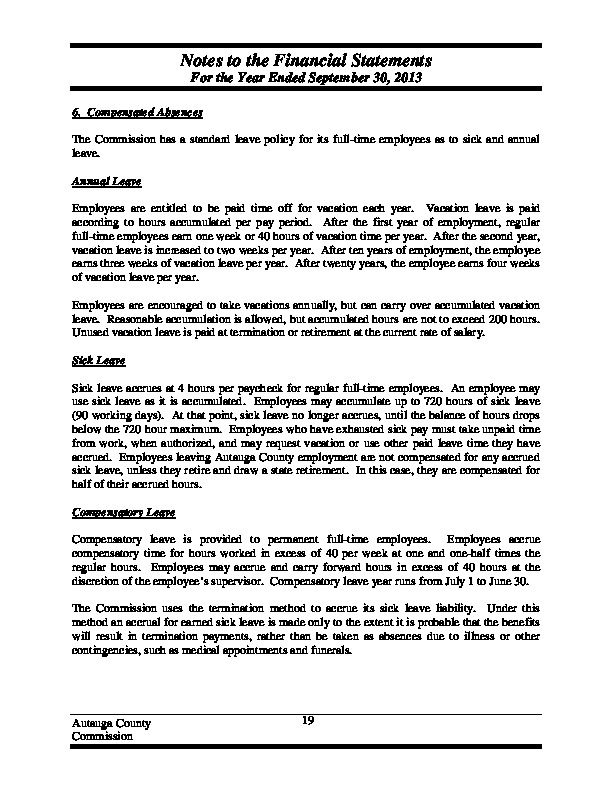 Notes to the Financial Statements
For the Year Ended September 30, 2013
6. Compensated Absences
The Commission has a standard leave policy for its full-time employees as to sick and annual
leave.
Annual Leave
Employees are entitled to be paid time off for vacation each year. Vacation leave is paid
according to hours accumulated per pay period. After the first year of employment, regular
full-time employees earn one week or 40 hours of vacation time per year. After the second year,
vacation leave is increased to two weeks per year. After ten years of employment, the employee
earns three weeks of vacation leave per year. After twenty years, the employee earns four weeks
of vacation leave per year.
Employees are encouraged to take vacations annually, but can carry over accumulated vacation
leave. Reasonable accumulation is allowed, but accumulated hours are not to exceed 200 hours.
Unused vacation leave is paid at termination or retirement at the current rate of salary.
Sick Leave
Sick leave accrues at 4 hours per paycheck for regular full-time employees. An employee may
use sick leave as it is accumulated. Employees may accumulate up to 720 hours of sick leave
(90 working days). At that point, sick leave no longer accrues, until the balance of hours drops
below the 720 hour maximum. Employees who have exhausted sick pay must take unpaid time
from work, when authorized, and may request vacation or use other paid leave time they have
accrued. Employees leaving Autauga County employment are not compensated for any accrued
sick leave, unless they retire and draw a state retirement. In this case, they are compensated for
half of their accrued hours.
Compensatory Leave
Compensatory leave is provided to permanent full-time employees. Employees accrue
compensatory time for hours worked in excess of 40 per week at one and one-half times the
regular hours. Employees may accrue and carry forward hours in excess of 40 hours at the
discretion of the employee's supervisor. Compensatory leave year runs from July 1 to June 30.
The Commission uses the termination method to accrue its sick leave liability. Under this
method an accrual for earned sick leave is made only to the extent it is probable that the benefits
will result in termination payments, rather than be taken as absences due to illness or other
contingencies, such as medical appointments and funerals.
Autauga County 19
Commission